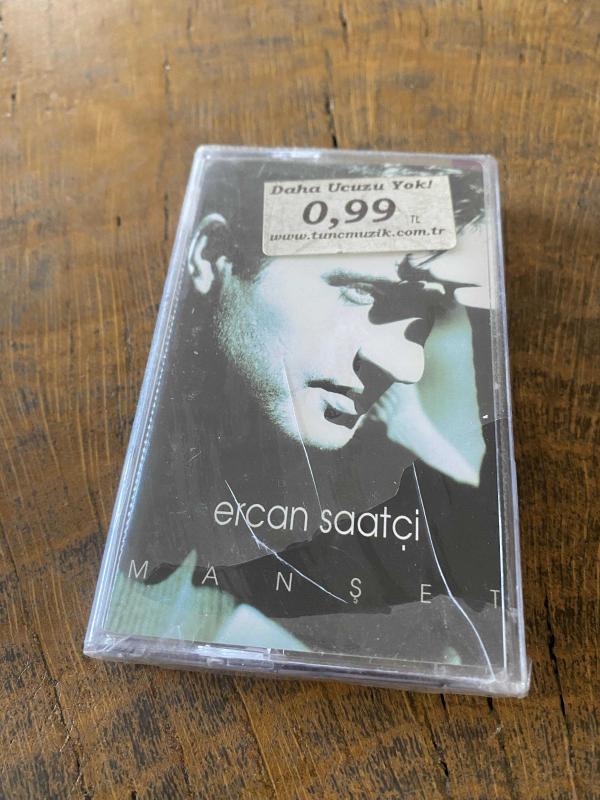 Daha Ucuzu Yok!
0,99 TL
www.tuncmuzik.com.tr
ercan saatçi
MANŞET